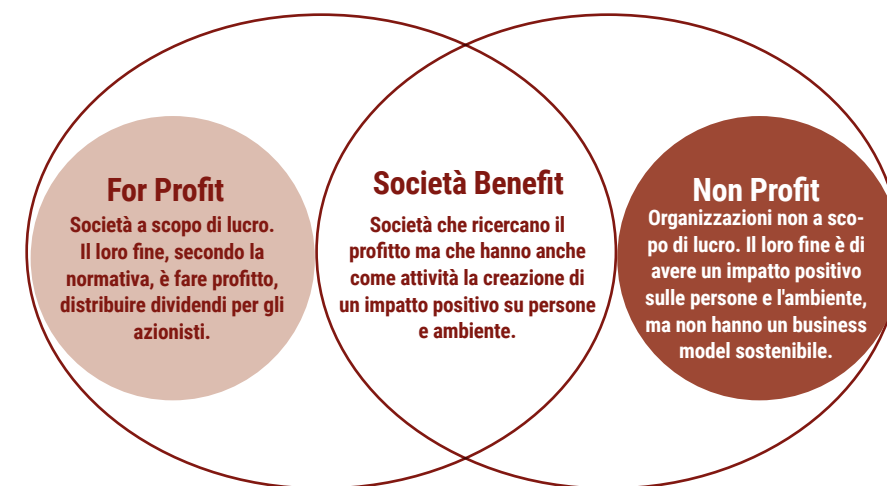 For Profit
Società a scopo di lucro.
Il loro fine, secondo la
normativa, è fare profitto,
distribuire dividendi per gli
azionisti.
Società Benefit
Società che ricercano il
profitto ma che hanno anche
come attività la creazione di
un impatto positivo su persone
e ambiente.
Non Profit
Organizzazioni non a sco-
po di lucro. Il loro fine è di
avere un impatto positivo
sulle persone e l'ambiente,
ma non hanno un business
model sostenibile.